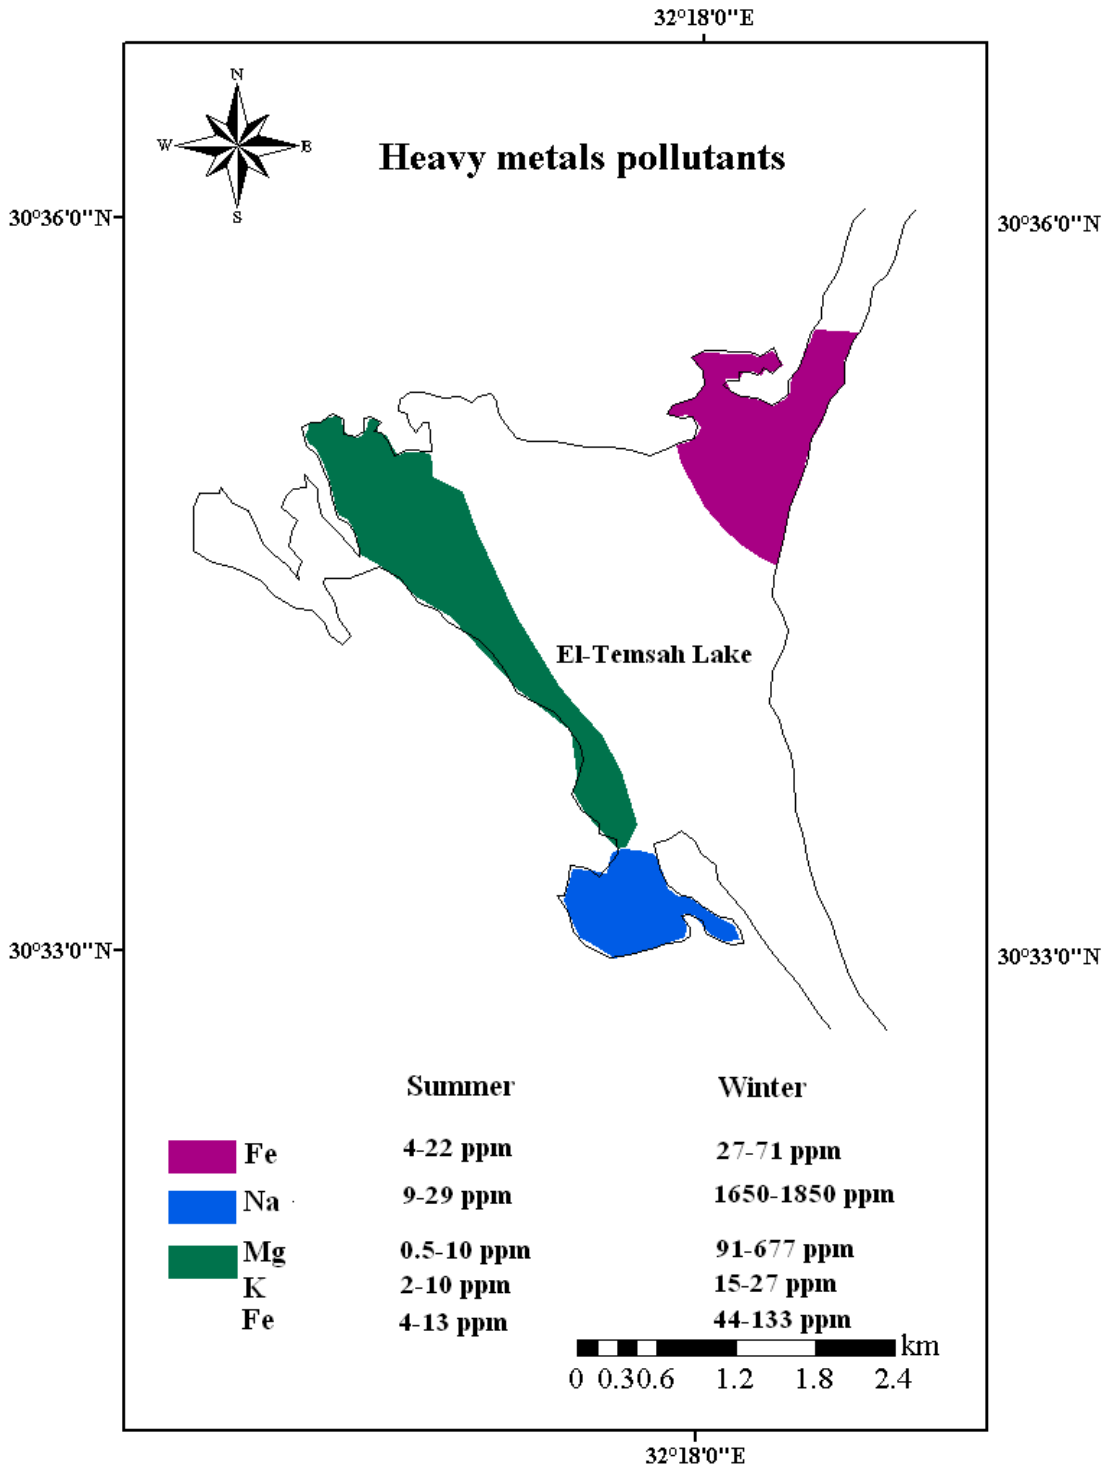 32°18'0"E
N
W E
S
Heavy metals pollutants
30°36'0"N 30°36'0"N
El-Temsah Lake
30°33'0"N 30°33'0"N
Summer Winter
Fe 4-22 ppm 27-71 ppm
Na 9-29 ppm 1650-1850 ppm
Mg 0.5-10 ppm 91-677 ppm
K 2-10 ppm 15-27 ppm
Fe 4-13 ppm 44-133 ppm
km
0 0.30.6 1.2 1.8 2.4
32°18'0"E